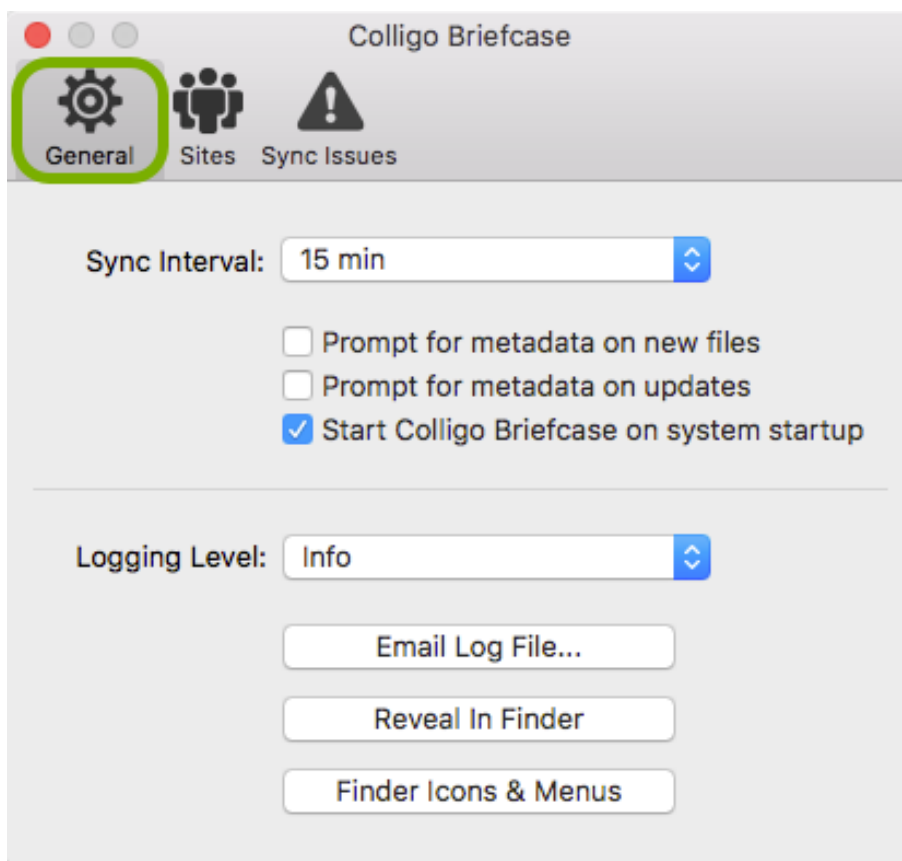 Colligo Briefcase
General Sites Sync Issues
Sync Interval: 15 min
Prompt for metadata on new files
Prompt for metadata on updates
Start Colligo Briefcase on system startup
Logging Level: Info
Email Log File...
Reveal In Finder
Finder Icons & Menus